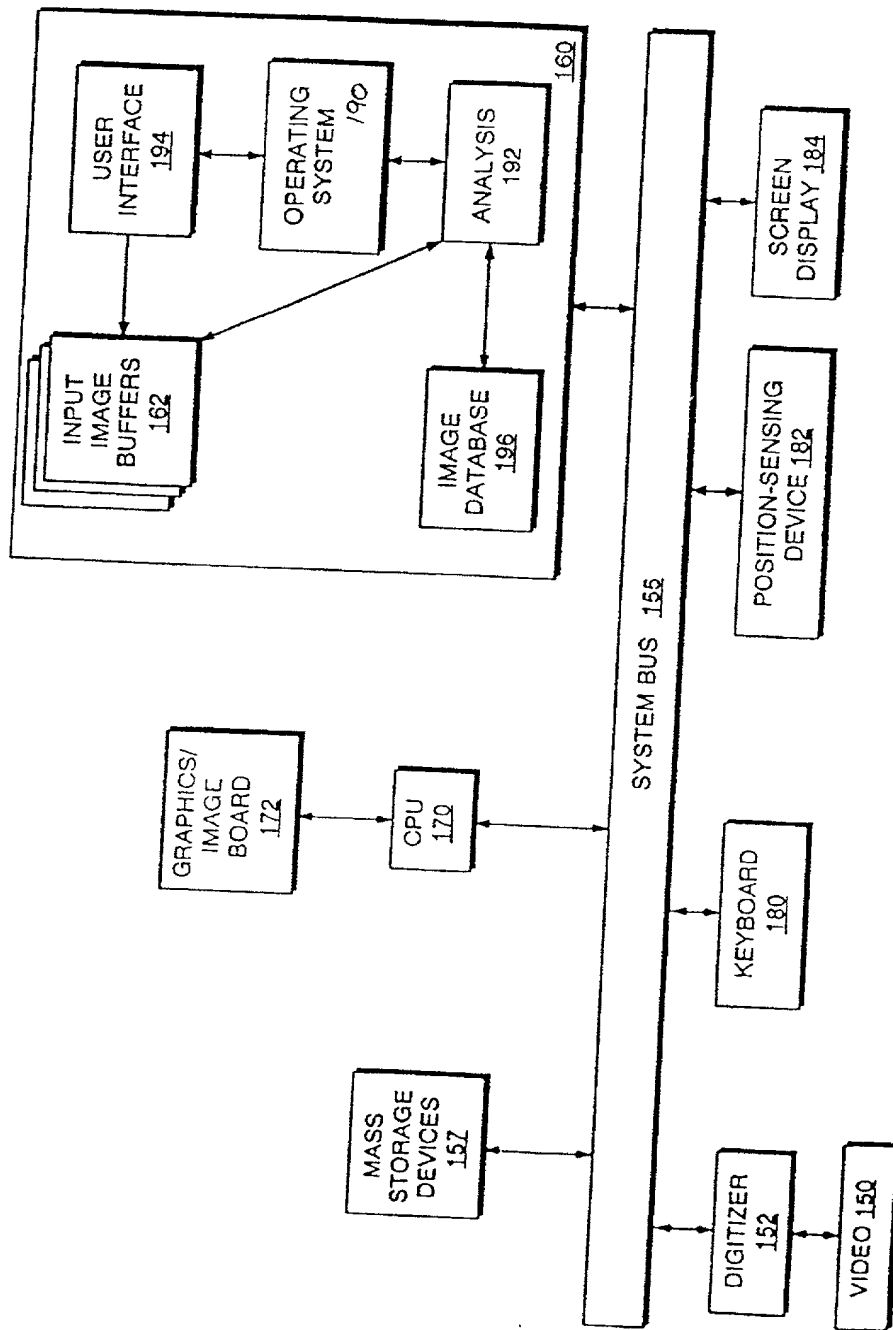 USER
INTERFACE
194
OPERATING
SYSTEM
190
ANALYSIS
192
160
INPUT
IMAGE
BUFFERS
162
IMAGE
DATABASE
196
GRAPHICS/
IMAGE
BOARD
172
CPU
170
MASS
STORAGE
DEVICES
157
SYSTEM BUS 155
SCREEN
DISPLAY 184
POSITION-SENSING
DEVICE 182
KEYBOARD
180
DIGITIZER
152
VIDEO 150